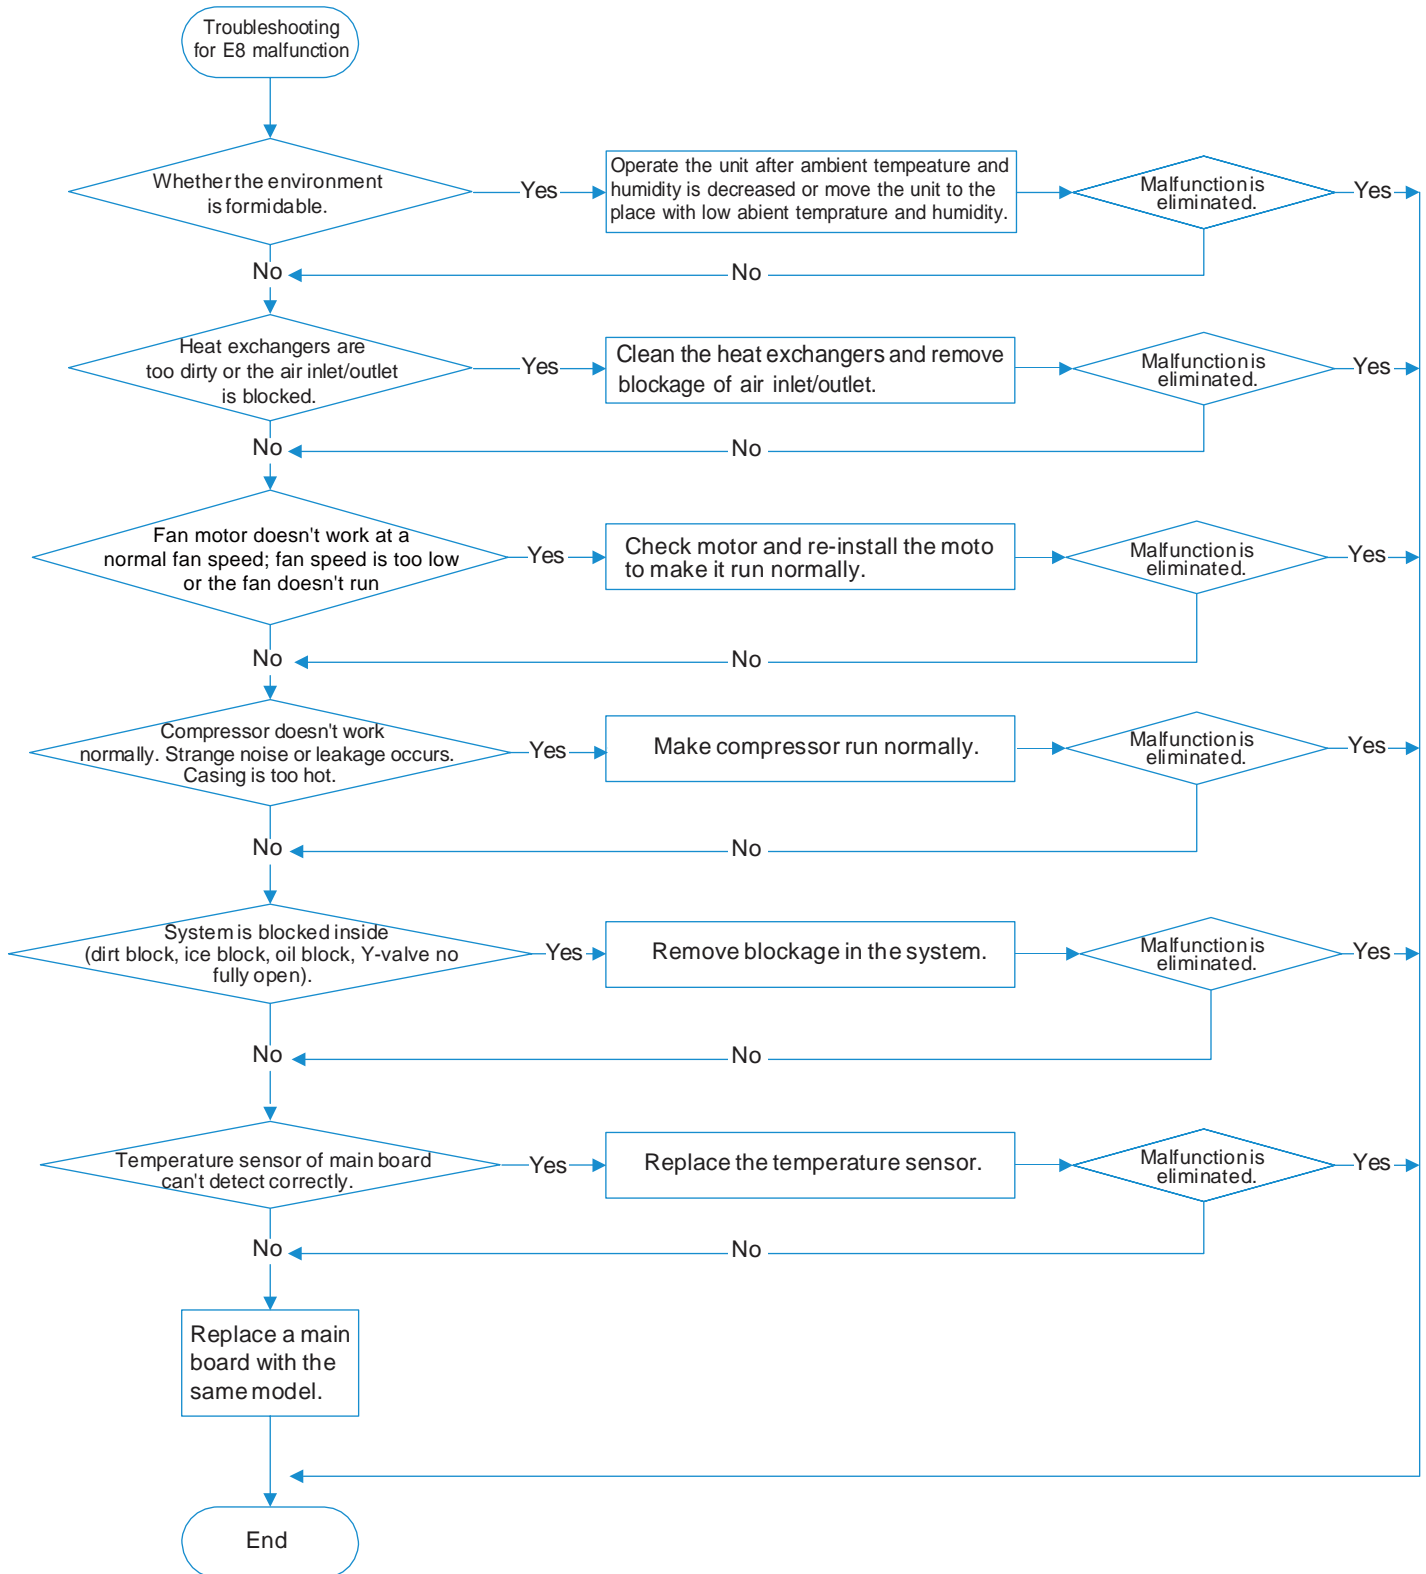 Troubleshooting
for E8 malfunction
Whether the environment
is formidable.
Yes
Operate the unit after ambient tempeature and
humidity is decreased or move the unit to the
place with low abient temprature and humidity.
Malfunction is
eliminated.
Yes
No
No
Heat exchangers are
too dirty or the air inlet/outlet
is blocked.
Yes
Clean the heat exchangers and remove
blockage of air inlet/outlet.
Malfunction is
eliminated.
Yes
No
No
Fan motor doesn't work at a
normal fan speed; fan speed is too low
or the fan doesn't run
Yes
Check motor and re-install the moto
to make it run normally.
Malfunction is
eliminated.
Yes
No
No
Compressor doesn't work
normally. Strange noise or leakage occurs.
Casing is too hot.
Yes
Make compressor run normally.
Malfunction is
eliminated.
Yes
No
No
System is blocked inside
(dirt block, ice block, oil block, Y-valve no
fully open).
Yes
Remove blockage in the system.
Malfunction is
eliminated.
Yes
No
No
Temperature sensor of main board
can't detect correctly.
Yes
Replace the temperature sensor.
Malfunction is
eliminated.
Yes
No
No
Replace a main
board with the
same model.
End